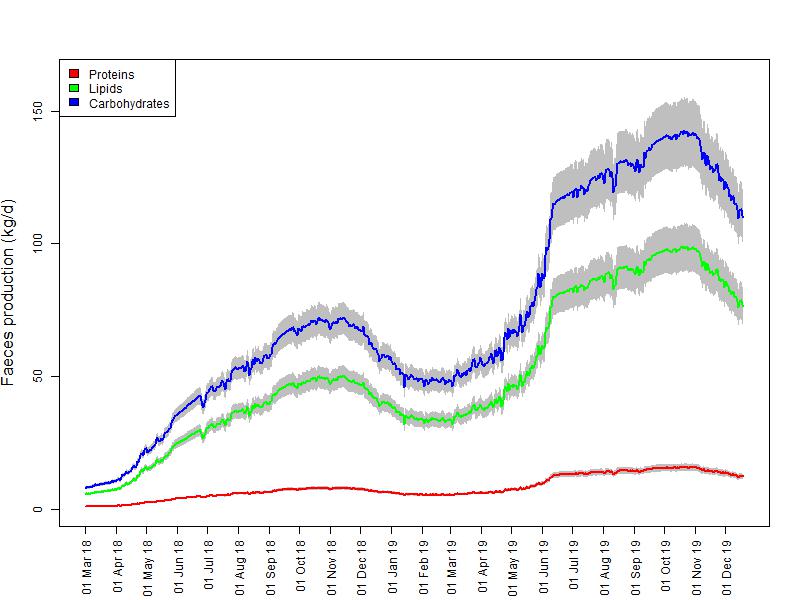 Proteins
Lipids
Carbohydrates
Faeces production (kg/d)
150
100
50
0
01 Mar 18
01 Apr 18
01 May 18
01 Jun 18
01 Jul 18
01 Aug 18
01 Sep 18
01 Oct 18
01 Nov 18
01 Dec 18
01 Jan 19
01 Feb 19
01 Mar 19
01 Apr 19
01 May 19
01 Jun 19
01 Jul 19
01 Aug 19
01 Sep 19
01 Oct 19
01 Nov 19
01 Dec 19